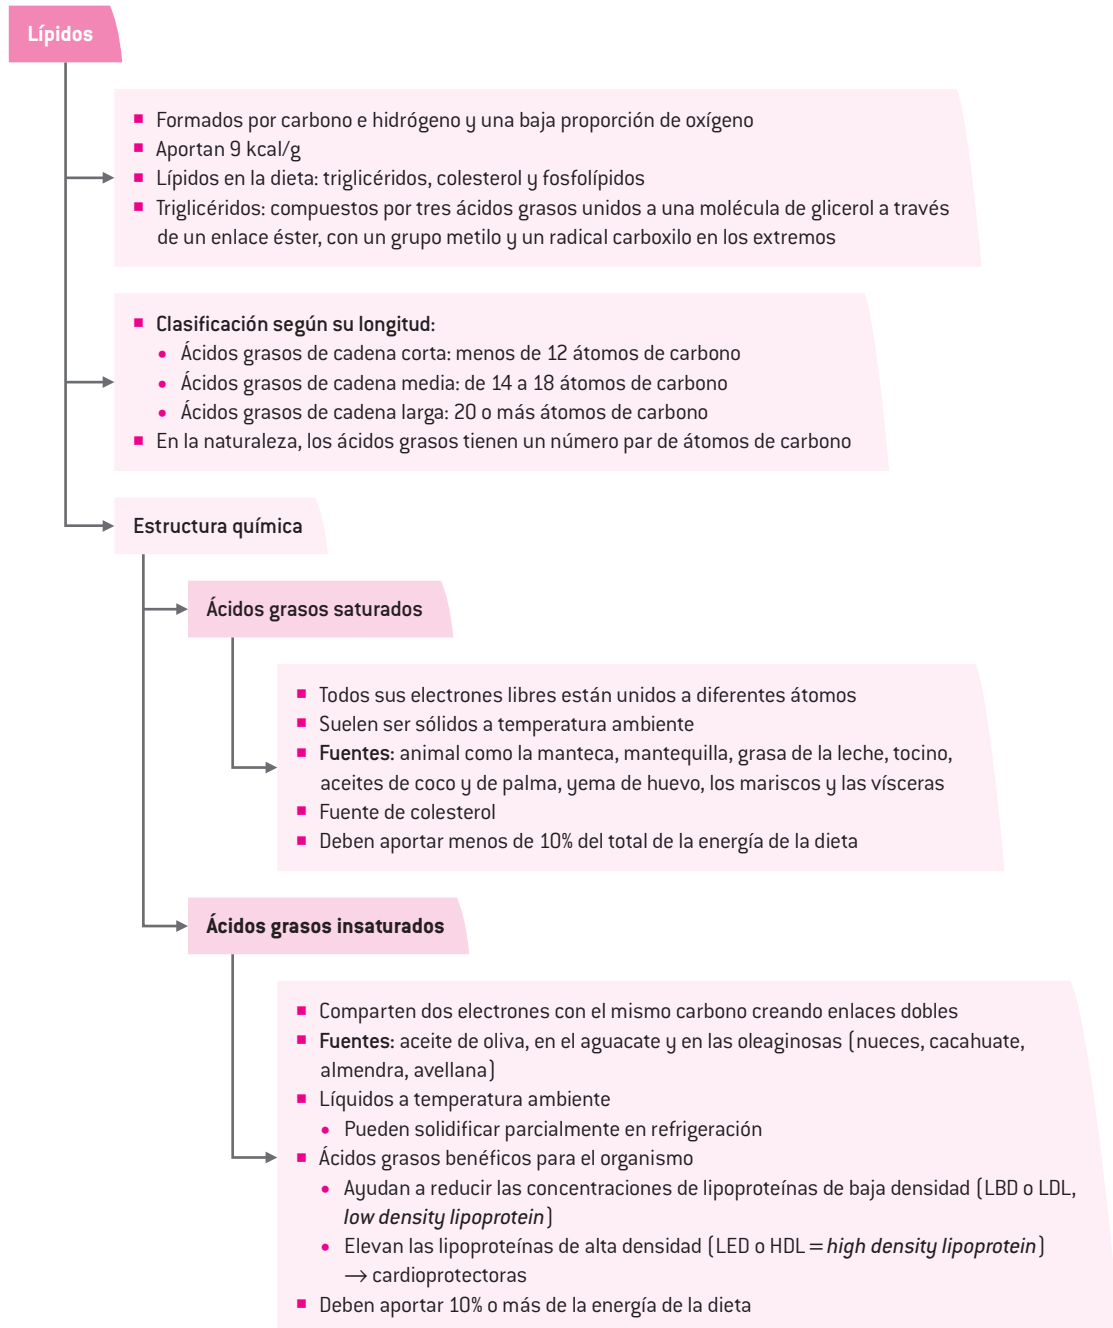 Lípidos
▪ Formados por carbono e hidrógeno y una baja proporción de oxígeno
▪ Aportan 9 kcal/g
▪ Lípidos en la dieta: triglicéridos, colesterol y fosfolípidos
▪ Triglicéridos: compuestos por tres ácidos grasos unidos a una molécula de glicerol a través
de un enlace éster, con un grupo metilo y un radical carboxilo en los extremos
▪ Clasificación según su longitud:
• Ácidos grasos de cadena corta: menos de 12 átomos de carbono
• Ácidos grasos de cadena media: de 14 a 18 átomos de carbono
• Ácidos grasos de cadena larga: 20 o más átomos de carbono
▪ En la naturaleza, los ácidos grasos tienen un número par de átomos de carbono
Estructura química
Ácidos grasos saturados
▪ Todos sus electrones libres están unidos a diferentes átomos
▪ Suelen ser sólidos a temperatura ambiente
▪ Fuentes: animal como la manteca, mantequilla, grasa de la leche, tocino,
aceites de coco y de palma, yema de huevo, los mariscos y las vísceras
▪ Fuente de colesterol
▪ Deben aportar menos de 10% del total de la energía de la dieta
Ácidos grasos insaturados
▪ Comparten dos electrones con el mismo carbono creando enlaces dobles
▪ Fuentes: aceite de oliva, en el aguacate y en las oleaginosas (nueces, cacahuate,
almendra, avellana)
▪ Líquidos a temperatura ambiente
• Pueden solidificar parcialmente en refrigeración
▪ Ácidos grasos benéficos para el organismo
• Ayudan a reducir las concentraciones de lipoproteínas de baja densidad (LBD o LDL,
low density lipoprotein)
• Elevan las lipoproteínas de alta densidad (LED o HDL = high density lipoprotein)
→ cardioprotectoras
▪ Deben aportar 10% o más de la energía de la dieta